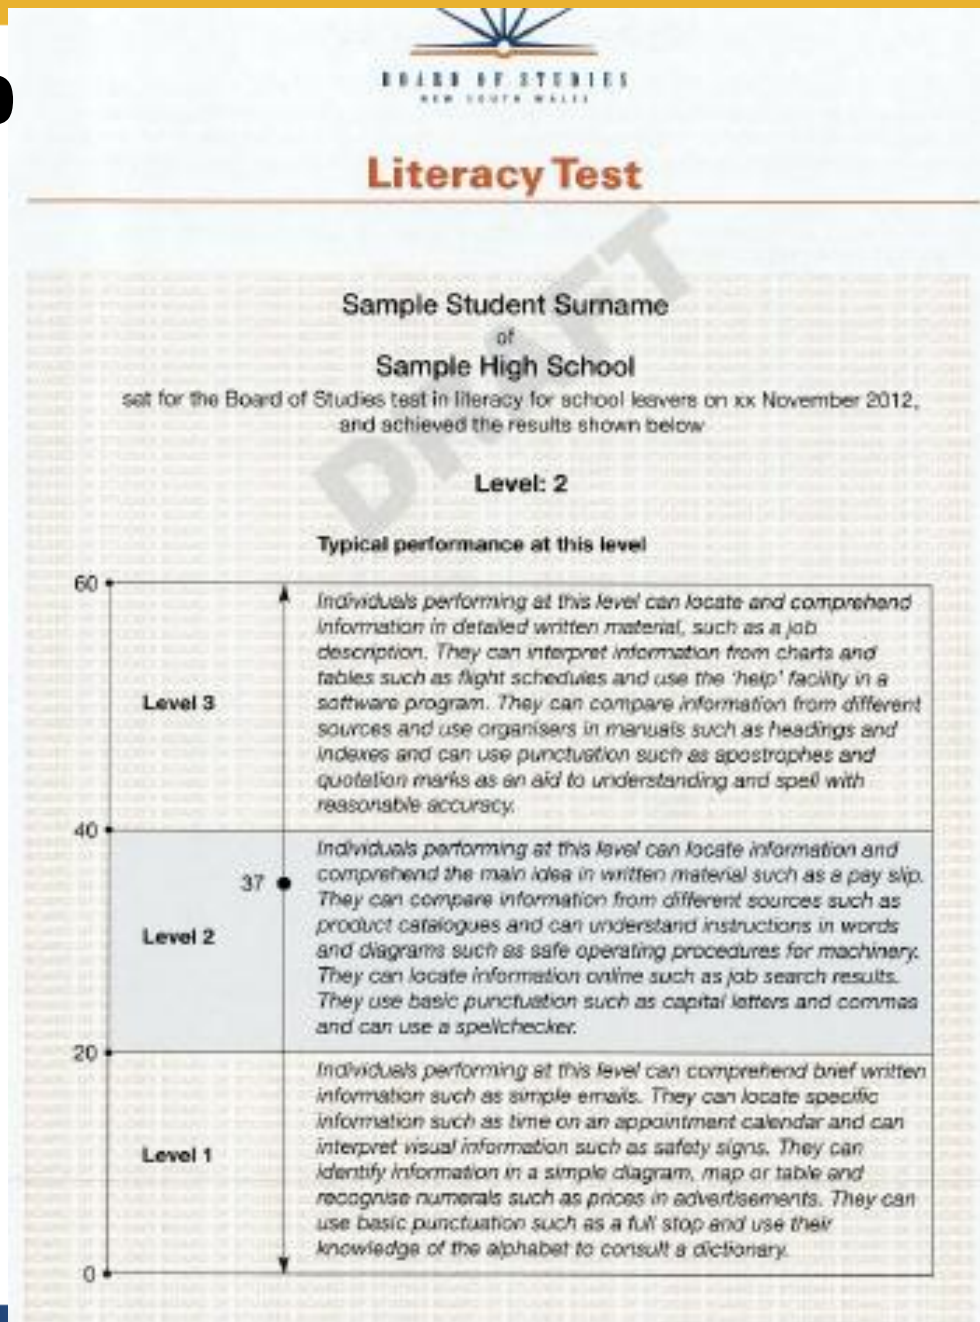 BOARD OF STUDIES
NEW SOUTH WALES
Literacy Test
DRAFT
Sample Student Surname
of
Sample High School
sat for the Board of Studies test in literacy for school leavers on xx November 2012,
and achieved the results shown below
Level: 2
Typical performance at this level
60
Individuals performing at this level can locate and comprehend
information in detailed written material, such as a job
description. They can interpret information from charts and
tables such as flight schedules and use the 'help' facility in a
Level 3
software program. They can compare information from different
sources and use organisers in manuals such as headings and
indexes and can use punctuation such as apostrophes and
quotation marks as an aid to understanding and spell with
reasonable accuracy.
40
Individuals performing at this level can locate information and
comprehend the main idea in written material such as a pay slip.
37
They can compare information from different sources such as
product catalogues and can understand instructions in words
Level 2
and diagrams such as safe operating procedures for machinery.
They can locate information online such as job search results.
They use basic punctuation such as capital letters and commas
and can use a spellchecker.
20
Individuals performing at this level can comprehend brief written
information such as simple emails. They can locate specific
information such as time on an appointment calendar and can
Level 1
interpret visual information such as safety signs. They can
identify information in a simple diagram, map or table and
recognise numerals such as prices in advertisements. They can
use basic punctuation such as a full stop and use their
knowledge of the alphabet to consult a dictionary.
0